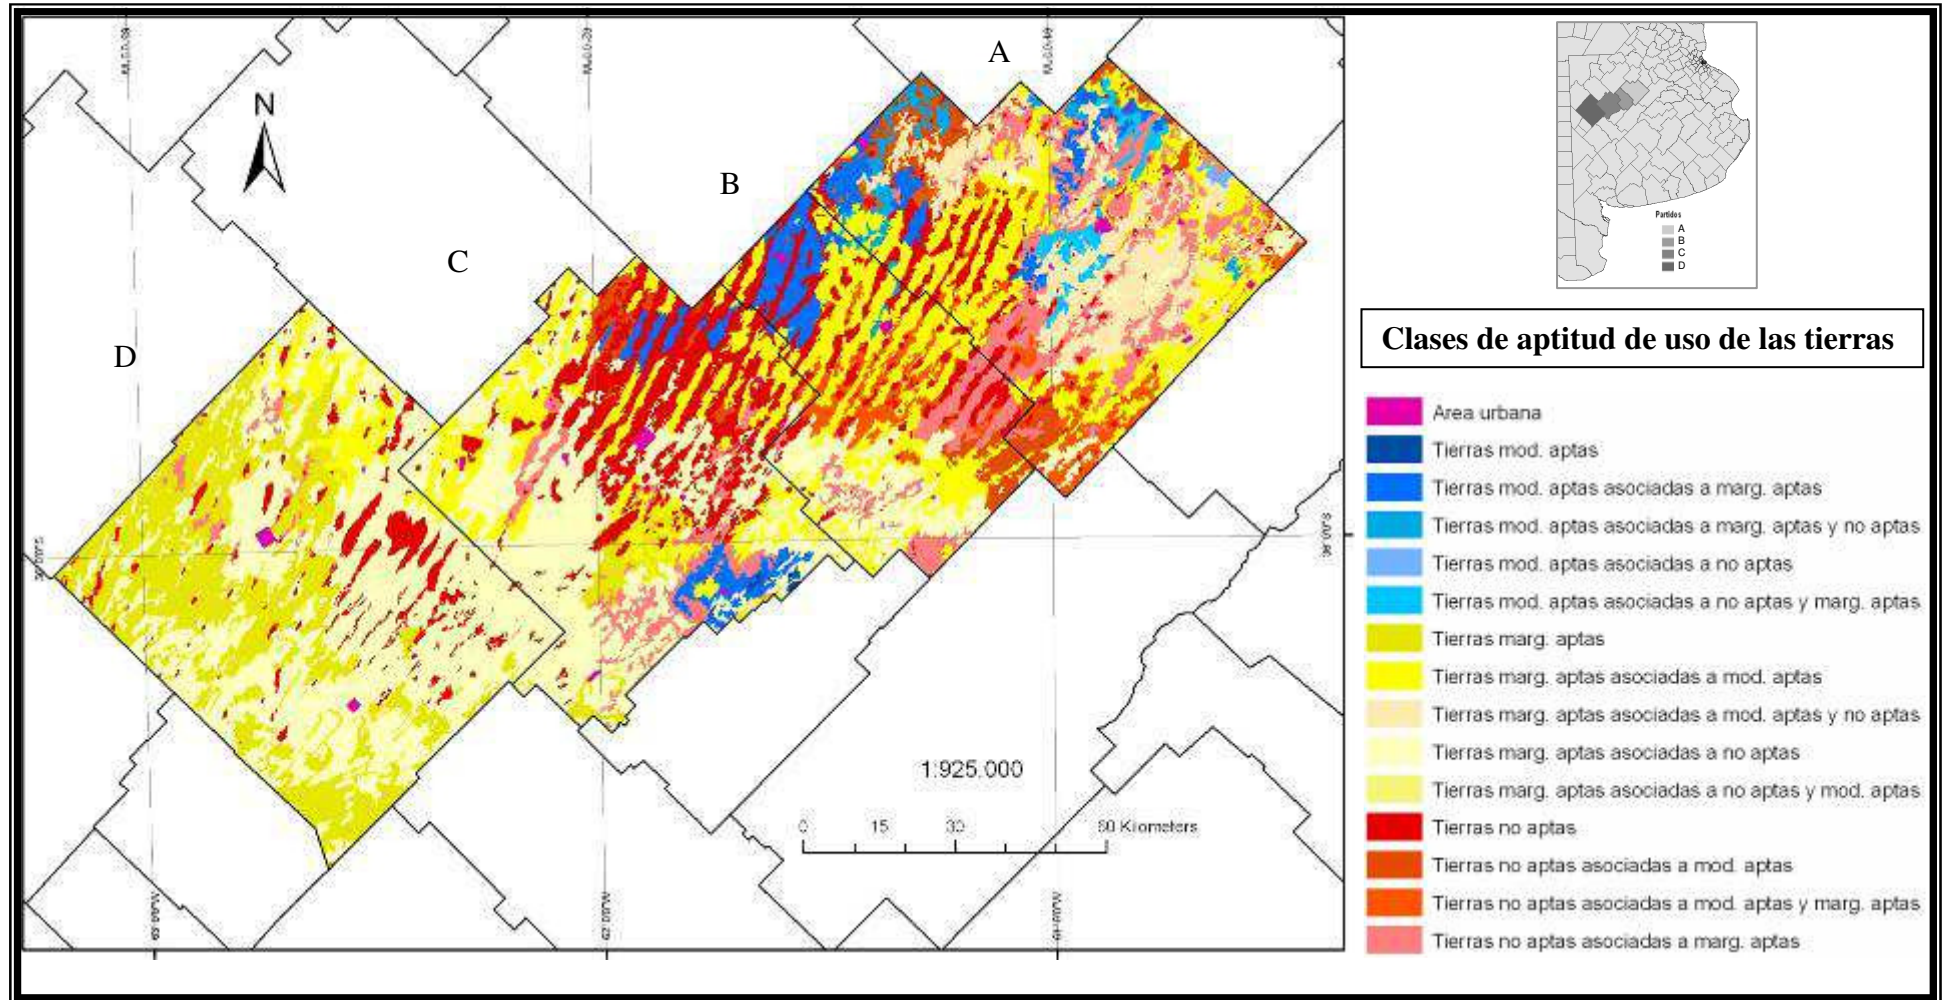 A
B
C
D
N
Partidos
A
B
C
D
Clases de aptitud de uso de las tierras
Area urbana
Tierras mod. aptas
Tierras mod. aptas asociadas a marg. aptas
Tierras mod. aptas asociadas a marg. aptas y no aptas
Tierras mod. aptas asociadas a no aptas
Tierras mod. aptas asociadas a no aptas y marg. aptas
Tierras marg. aptas
Tierras marg. aptas asociadas a mod. aptas
Tierras marg. aptas asociadas a mod. aptas y no aptas
Tierras marg. aptas asociadas a no aptas
Tierras marg. aptas asociadas a no aptas y mod. aptas
Tierras no aptas
Tierras no aptas asociadas a mod. aptas
Tierras no aptas asociadas a mod. aptas y marg. aptas
Tierras no aptas asociadas a marg. aptas
1:925.000
0 15 30 60 Kilometers